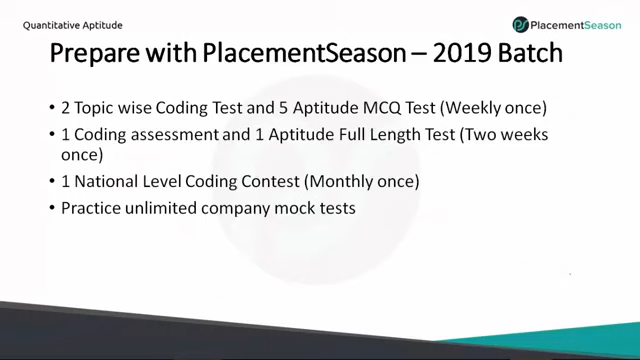 Quantitative Aptitude
PlacementSeason
Prepare with PlacementSeason – 2019 Batch
• 2 Topic wise Coding Test and 5 Aptitude MCQ Test (Weekly once)
• 1 Coding assessment and 1 Aptitude Full Length Test (Two weeks
once)
• 1 National Level Coding Contest (Monthly once)
• Practice unlimited company mock tests